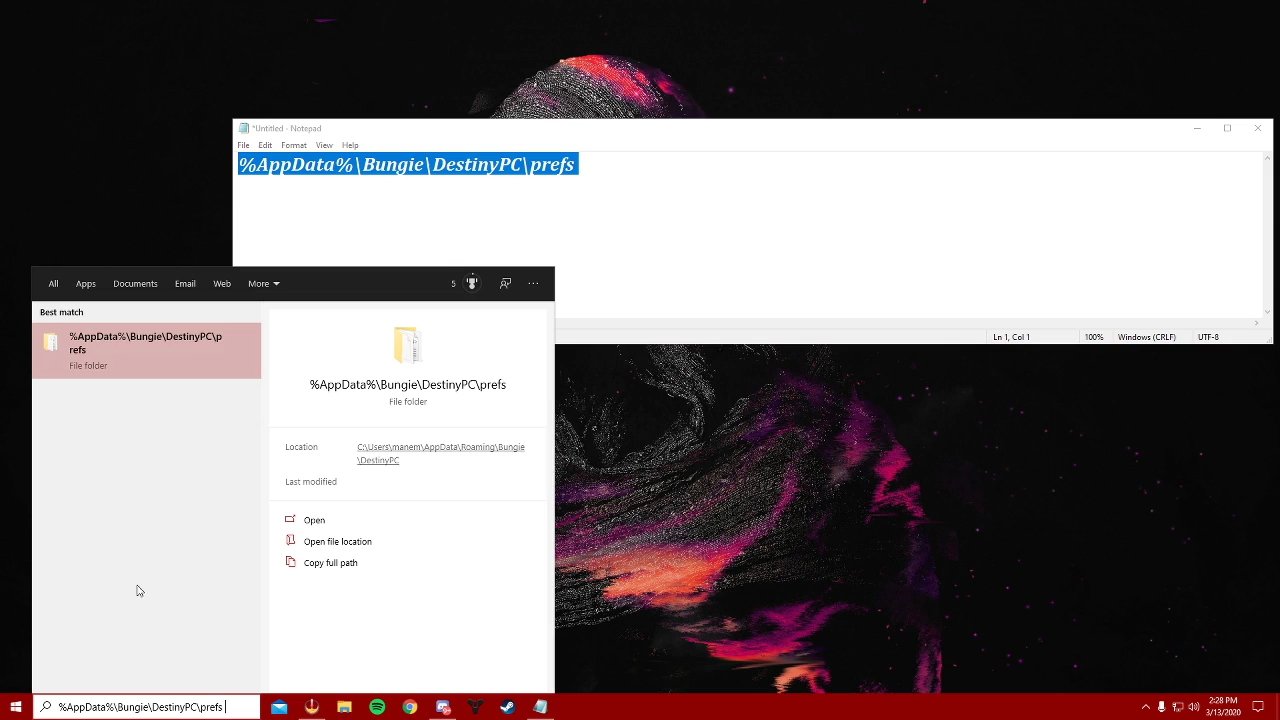 *Untitled - Notepad
File Edit Format View Help
%AppData%\Bungie\DestinyPC\prefs
Ln 1, Col 1 100% Windows (CRLF) UTF-8
All Apps Documents Email Web More 5 ...
Best match
%AppData%\Bungie\DestinyPC\p
refs
File folder
%AppData%\Bungie\DestinyPC\prefs
File folder
Location C:\Users\manem\AppData\Roaming\Bungie
\DestinyPC
Last modified
Open
Open file location
Copy full path
%AppData%\Bungie\DestinyPC\prefs
2:28 PM
3/13/2020